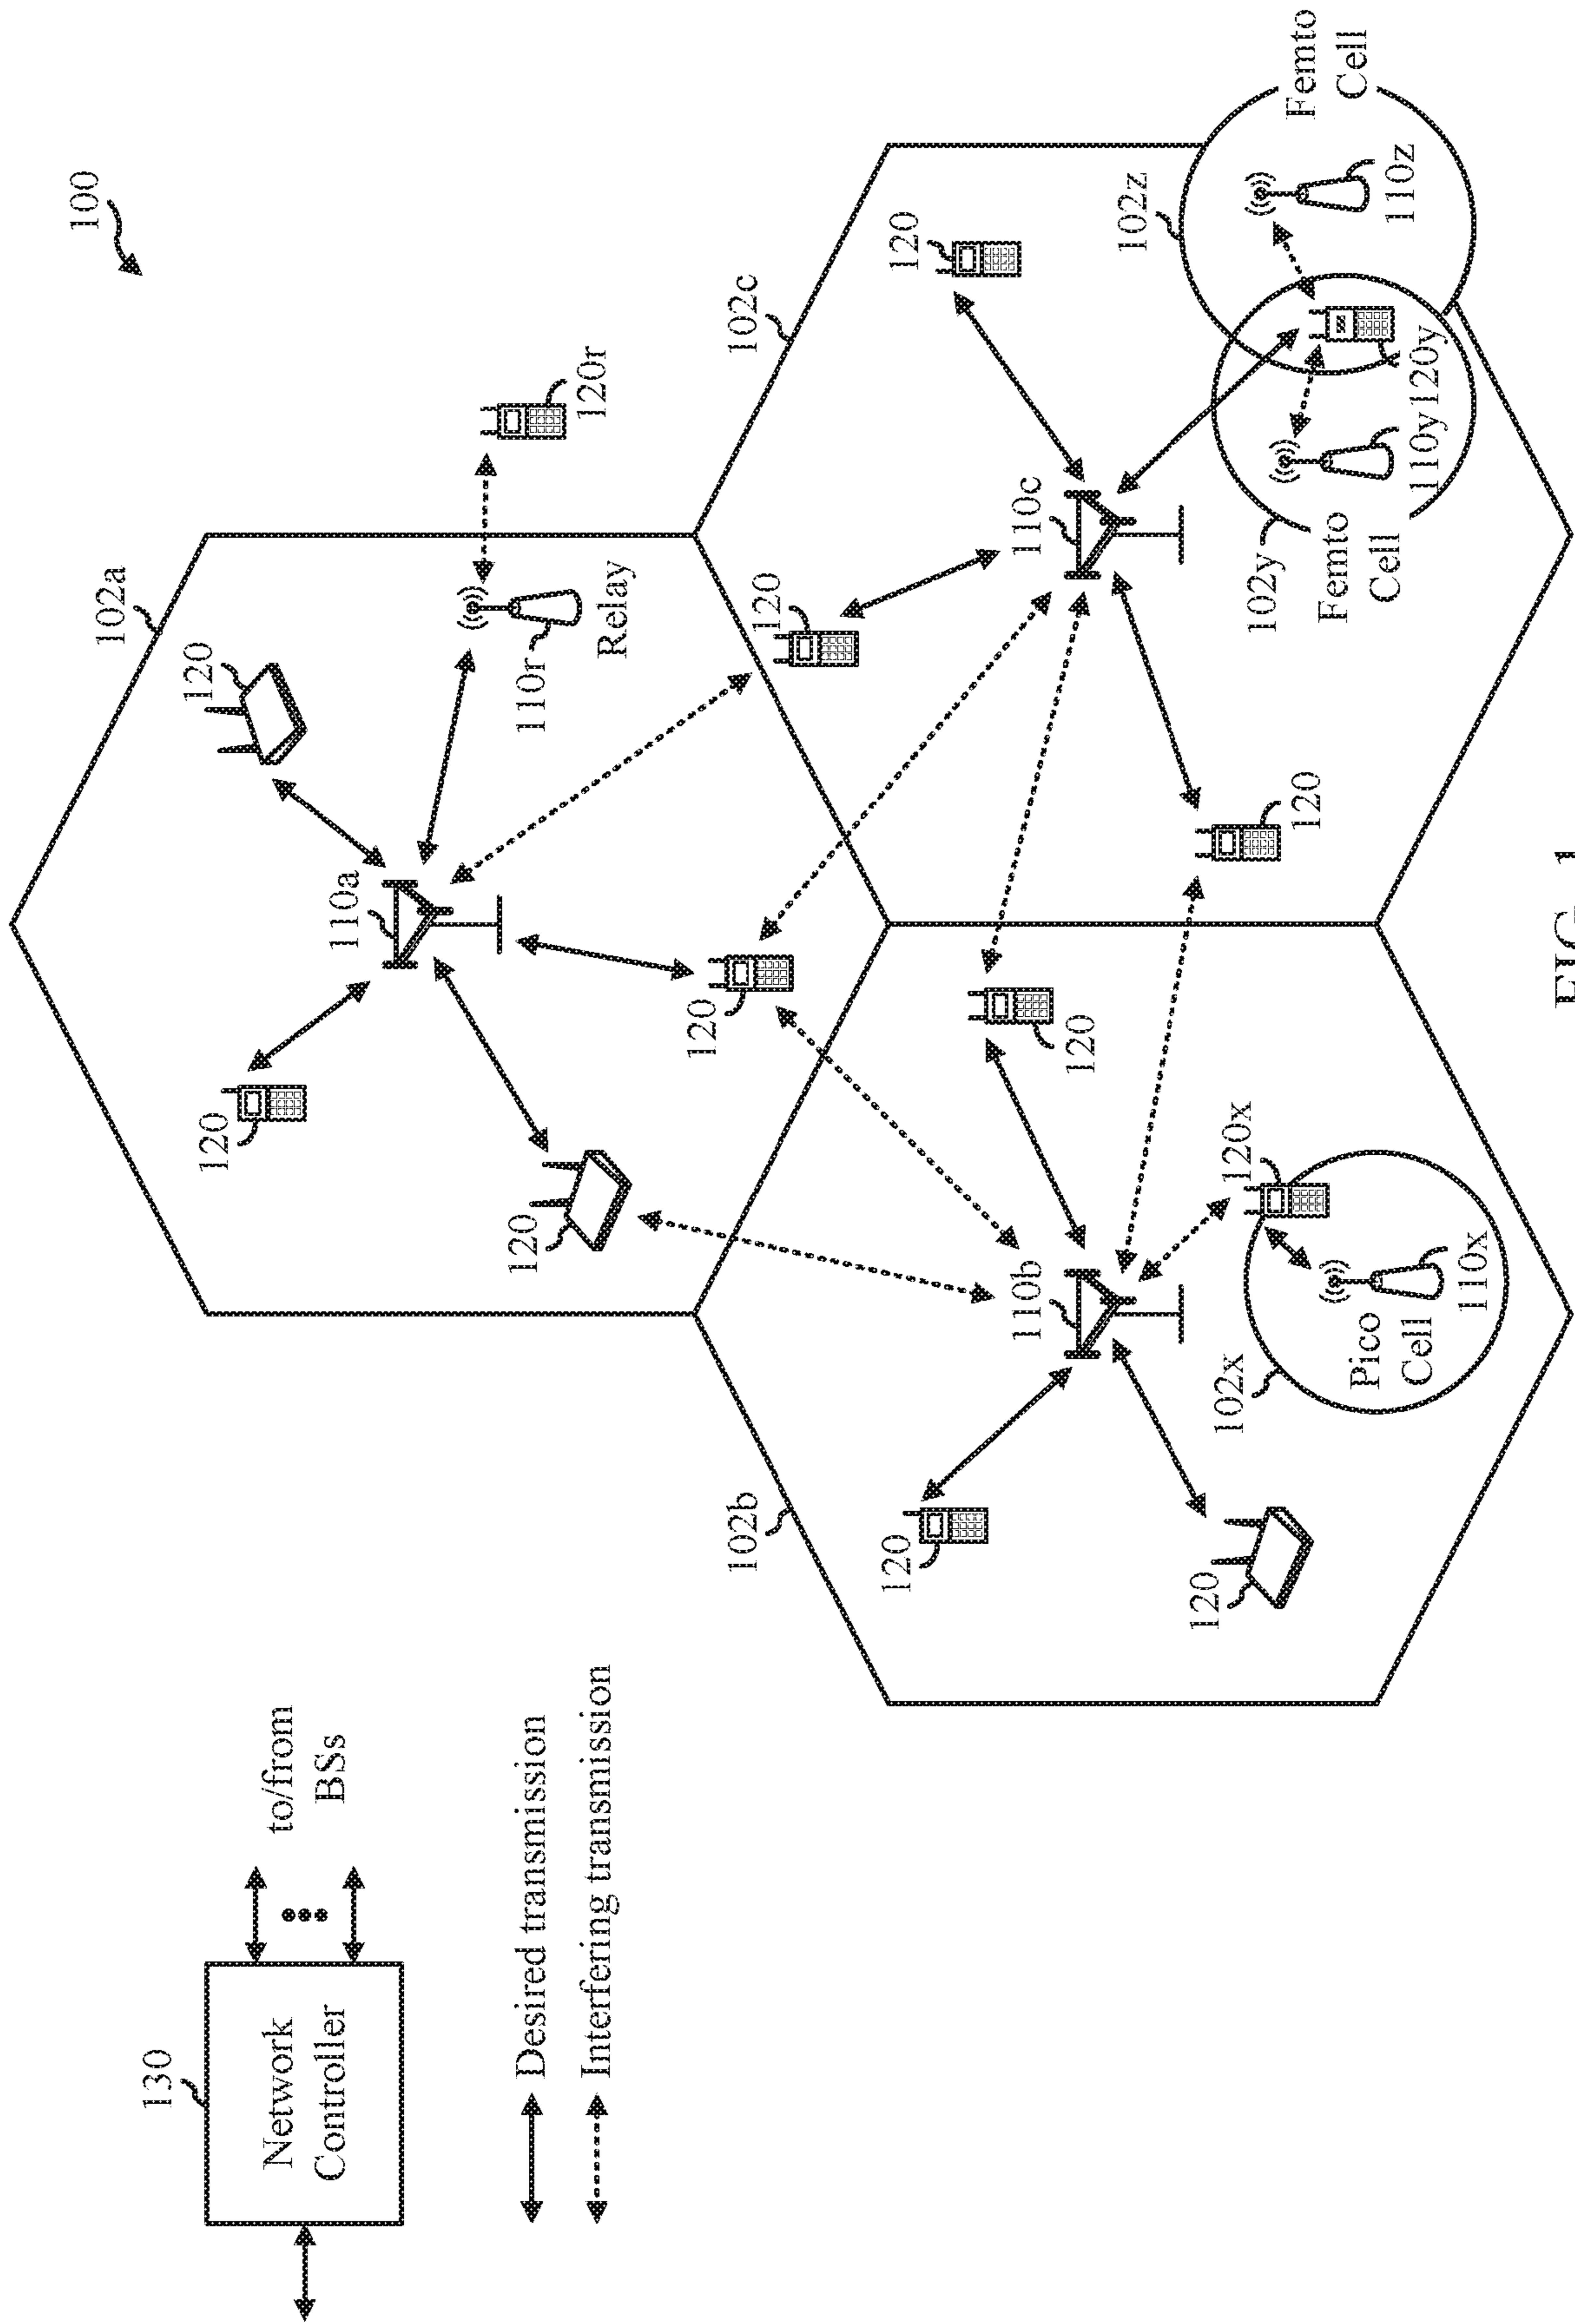 100
102a
130
120
120
Network
Controller
to/from
BSs
110a
120
110r
Relay
120r
Desired transmission
Interfering transmission
120
120
102b
102c
120
120
110b
110c
120
102z
120
102x
120x
102y
120
Femto
Cell
Femto
Cell
Pico
Cell
110z
110y
120y
110x
FIG. 1